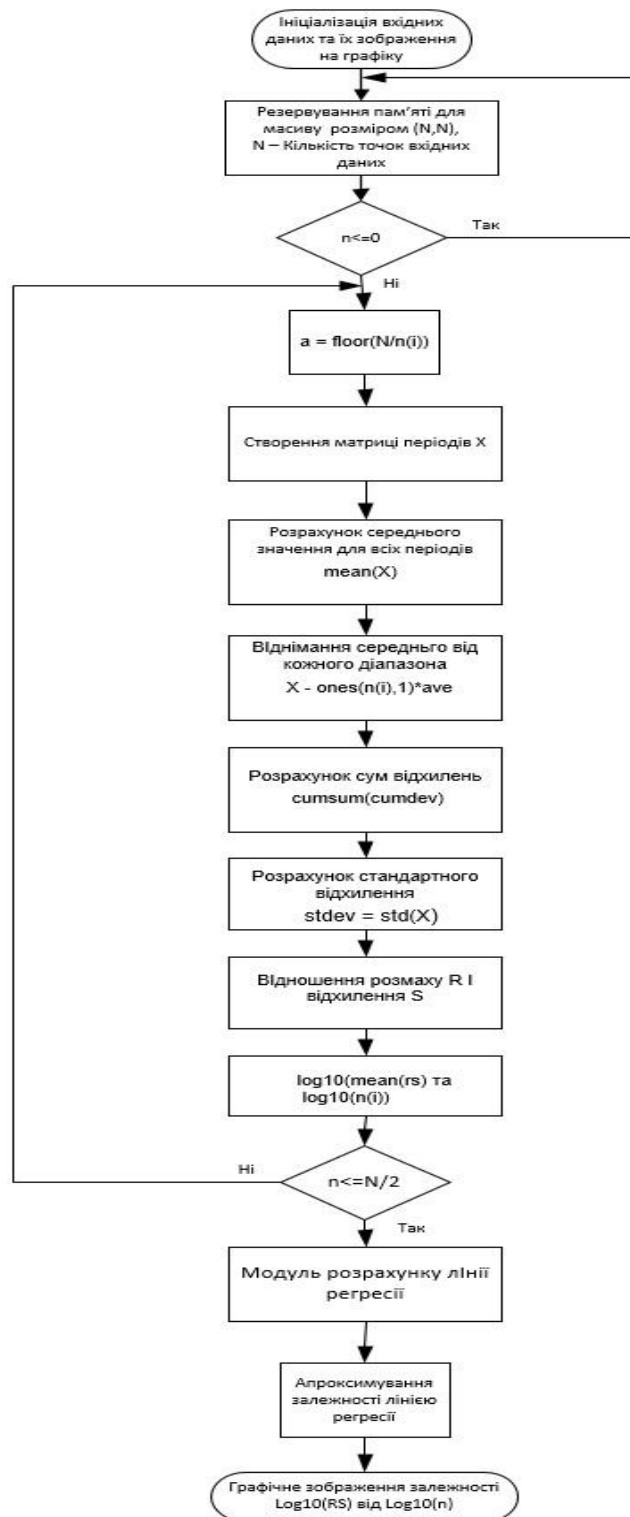 Ініціалізація вхідних
даних та їх зображення
на графіку
Резервування пам’яті для
масиву розміром (N,N),
N – Кількість точок вхідних
даних
n<=0
Так
Ні
a = floor(N/n(i))
Створення матриці періодів X
Розрахунок середнього
значення для всіх періодів
mean(X)
Віднімання середнього від
кожного діапазона
X - ones(n(i),1)*ave
Розрахунок сум відхилень
cumsum(cumdev)
Розрахунок стандартного
відхилення
stdev = std(X)
Відношення розмаху R І
відхилення S
log10(mean(rs) та
log10(n(i))
Ні
n<=N/2
Так
Модуль розрахунку лінії
регресії
Апроксимування
залежності лінією
регресії
Графічне зображення залежності
Log10(RS) від Log10(n)